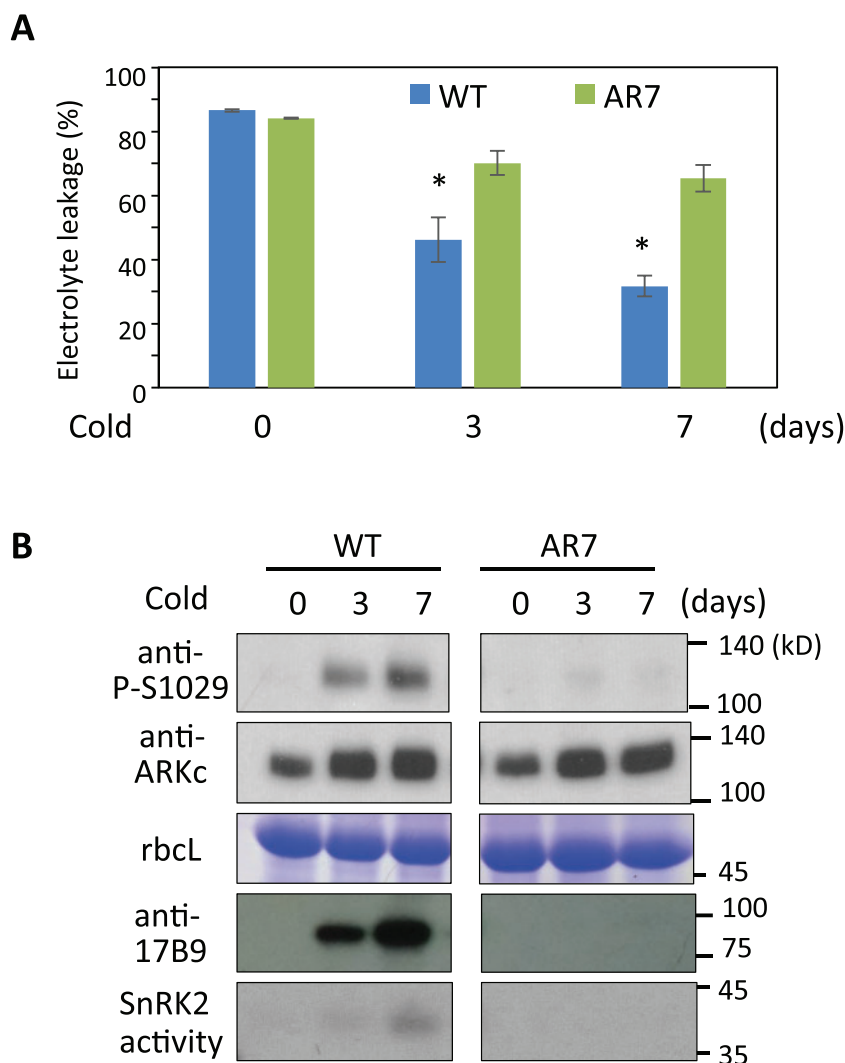 A
Electrolyte leakage (%)
100
80
60
40
20
0
WT
AR7
*
*
Cold 0 3 7 (days)
B
WT AR7
Cold 0 3 7 0 3 7 (days)
anti-
P-S1029
140 (kD)
100
anti-
ARKc
140
100
rbcL
45
anti-
17B9
100
75
SnRK2
activity
45
35